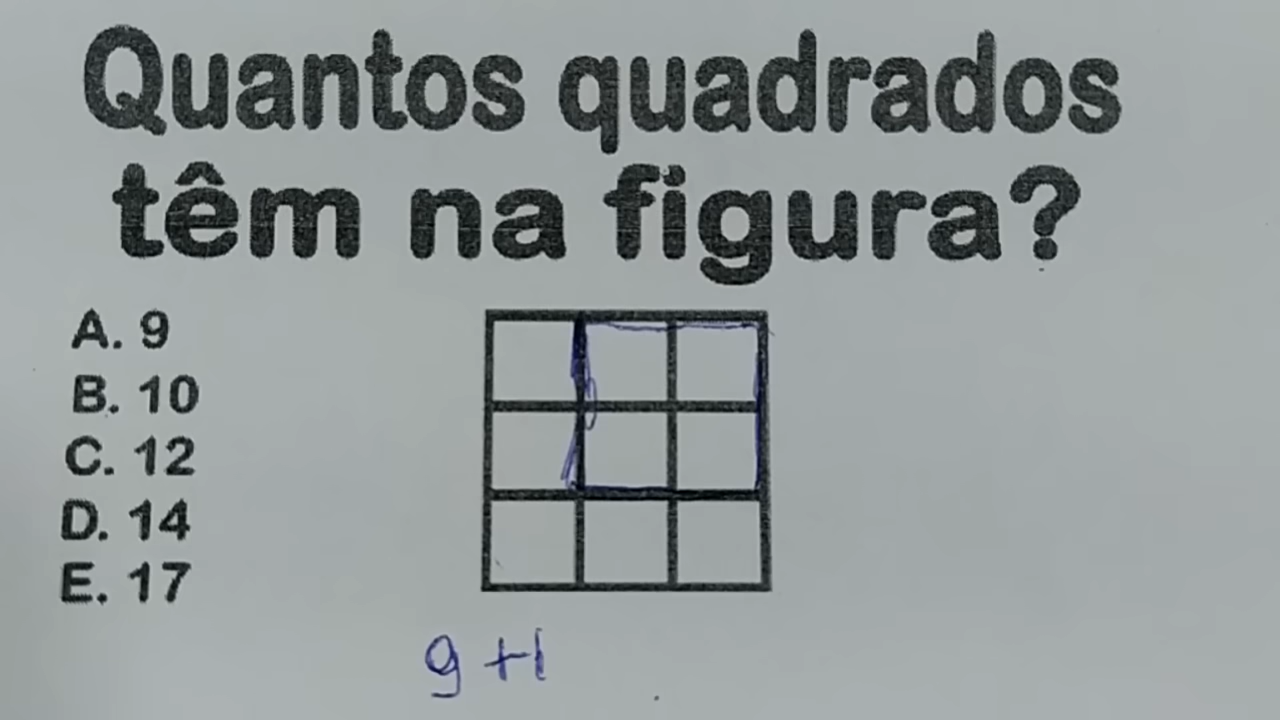 Quantos quadrados
têm na figura?
A. 9
B. 10
C. 12
D. 14
E. 17
9 +1